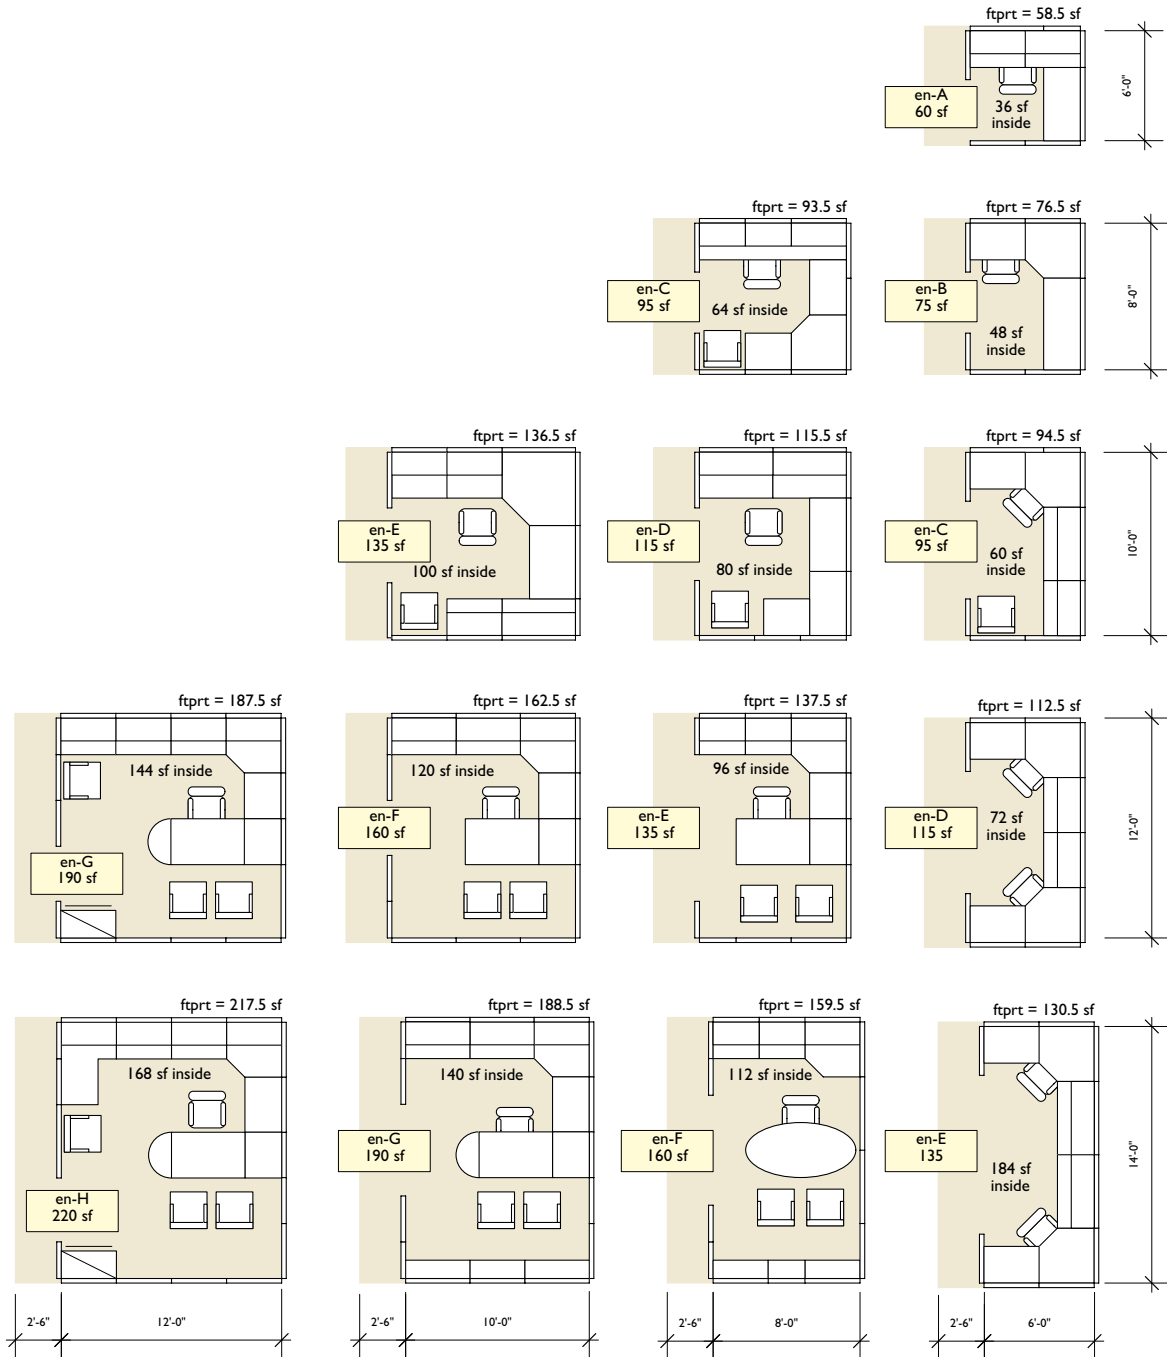 ftprt = 58.5 sf
en-A
60 sf
36 sf
inside
6'-0"
ftprt = 93.5 sf
en-C
95 sf
64 sf inside
ftprt = 76.5 sf
en-B
75 sf
48 sf
inside
8'-0"
ftprt = 136.5 sf
en-E
135 sf
100 sf inside
ftprt = 115.5 sf
en-D
115 sf
80 sf inside
ftprt = 94.5 sf
en-C
95 sf
60 sf
inside
10'-0"
ftprt = 187.5 sf
144 sf inside
en-G
190 sf
ftprt = 162.5 sf
120 sf inside
en-F
160 sf
ftprt = 137.5 sf
96 sf inside
en-E
135 sf
ftprt = 112.5 sf
en-D
115 sf
72 sf
inside
12'-0"
ftprt = 217.5 sf
168 sf inside
en-H
220 sf
ftprt = 188.5 sf
140 sf inside
en-G
190 sf
ftprt = 159.5 sf
112 sf inside
en-F
160 sf
ftprt = 130.5 sf
en-E
135
184 sf
inside
14'-0"
2'-6"
12'-0"
2'-6"
10'-0"
2'-6"
8'-0"
2'-6"
6'-0"